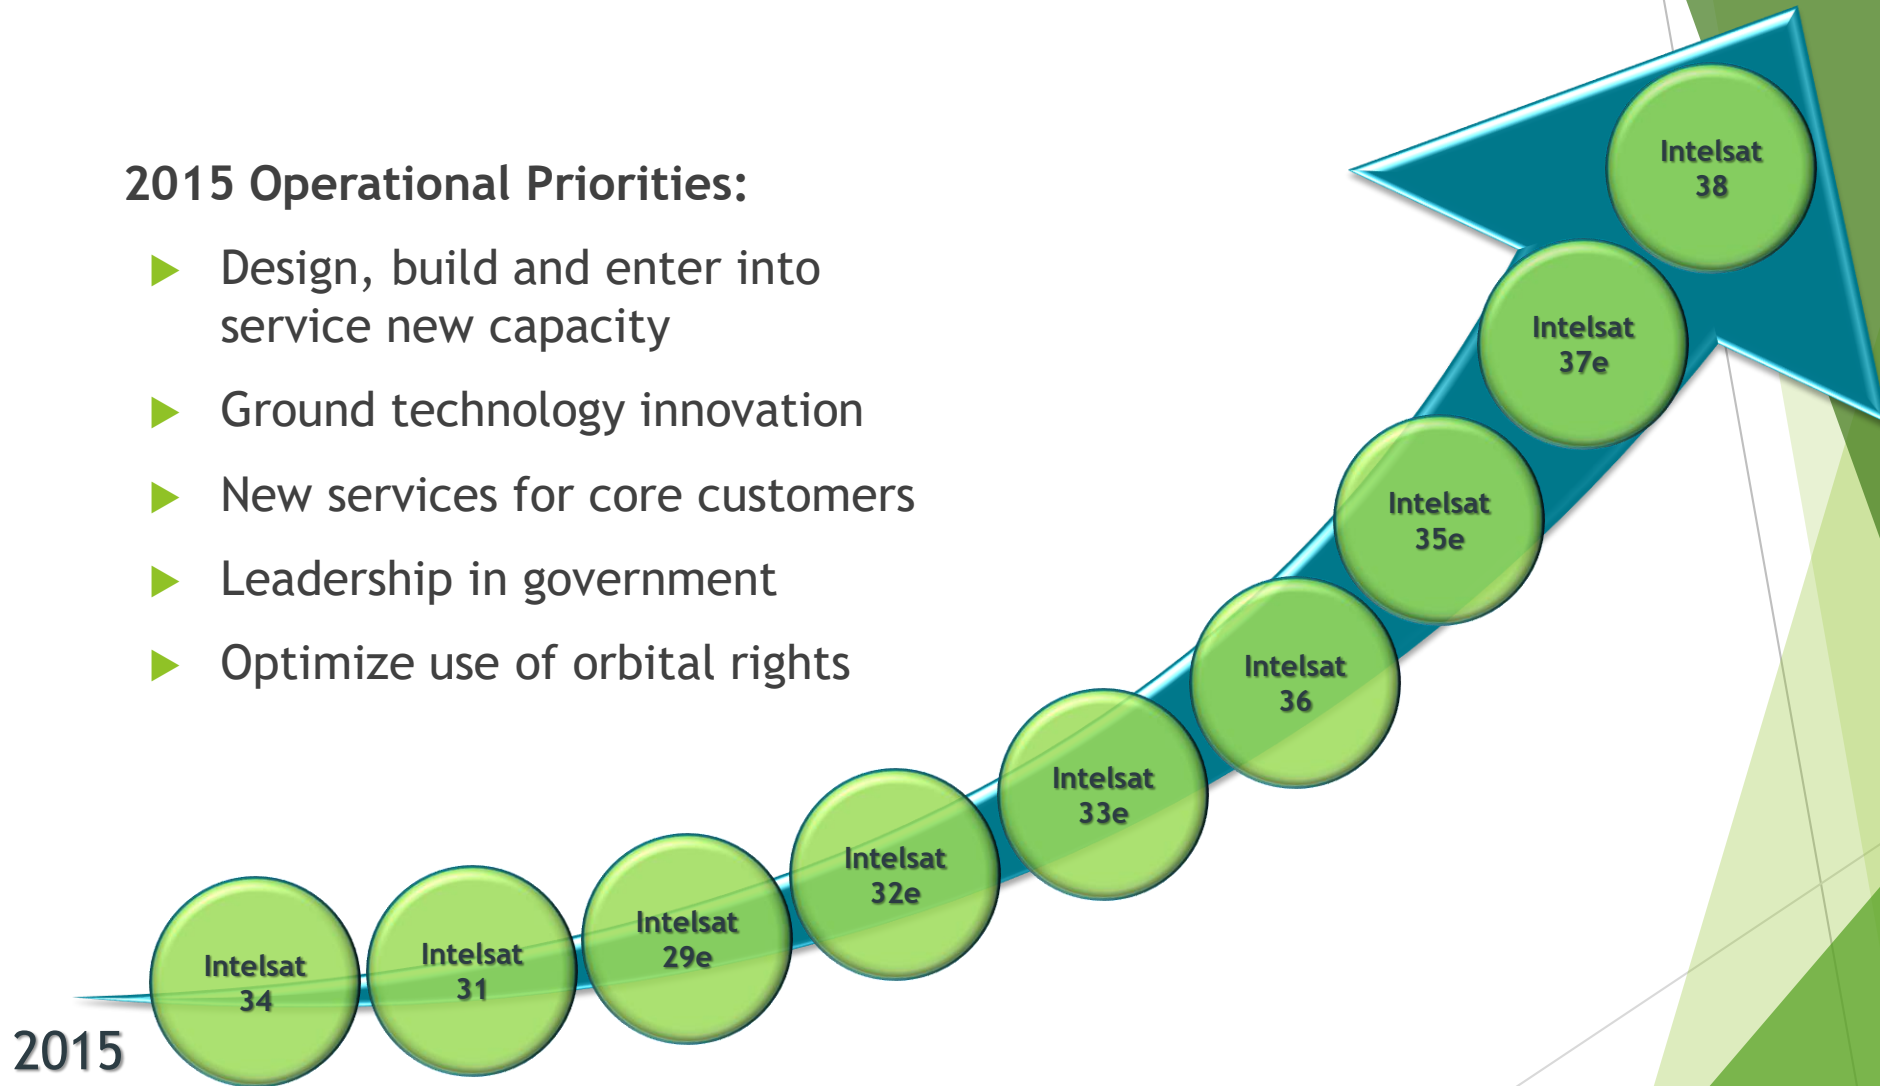 2015 Operational Priorities:
Design, build and enter into
service new capacity
Ground technology innovation
New services for core customers
Leadership in government
Optimize use of orbital rights
Intelsat
34
Intelsat
31
Intelsat
29e
Intelsat
32e
Intelsat
33e
Intelsat
36
Intelsat
35e
Intelsat
37e
Intelsat
38
2015